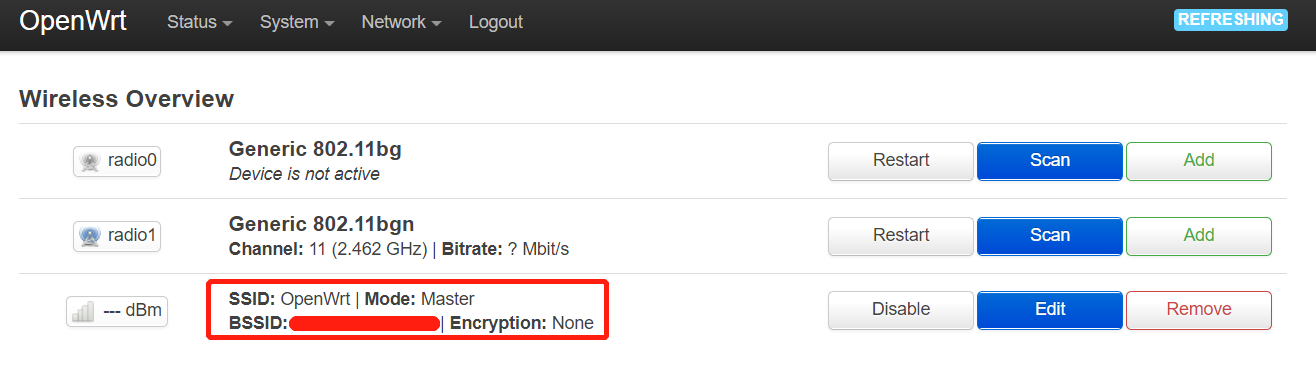 OpenWrt Status System Network Logout REFRESHING
Wireless Overview
radio0 Generic 802.11bg Restart Scan Add
Device is not active
radio1 Generic 802.11bgn Restart Scan Add
Channel: 11 (2.462 GHz) | Bitrate: ? Mbit/s
--- dBm SSID: OpenWrt | Mode: Master Disable Edit Remove
BSSID: | Encryption: None